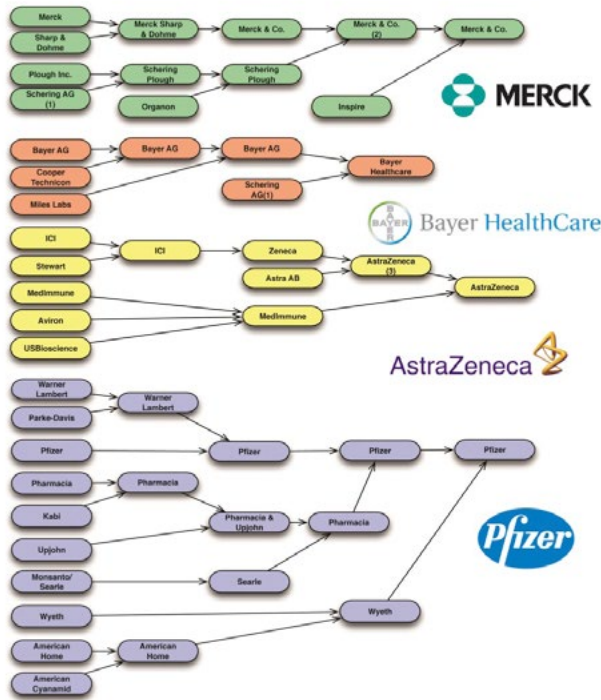 Merck
Merck Sharp
& Dohme
Merck & Co.
Merck & Co.
(2)
Merck & Co.
Sharp &
Dohme
Plough Inc.
Schering
Plough
Schering
Plough
Schering AG
(1)
Organon
Inspire
MERCK
Bayer AG
Bayer AG
Bayer AG
Bayer
Healthcare
Cooper
Technicon
Schering
AG(1)
Miles Labs
BAYER
BAYER
Bayer HealthCare
ICI
ICI
Zeneca
AstraZeneca
(3)
Stewart
Astra AB
AstraZeneca
MedImmune
MedImmune
Aviron
USBioscience
AstraZeneca
Warner
Lambert
Warner
Lambert
Parke-Davis
Pfizer
Pfizer
Pfizer
Pfizer
Pharmacia
Pharmacia
Kabi
Pharmacia &
Upjohn
Pharmacia
Upjohn
Pfizer
Monsanto/
Searle
Searle
Wyeth
Wyeth
American
Home
American
Home
American
Cyanamid